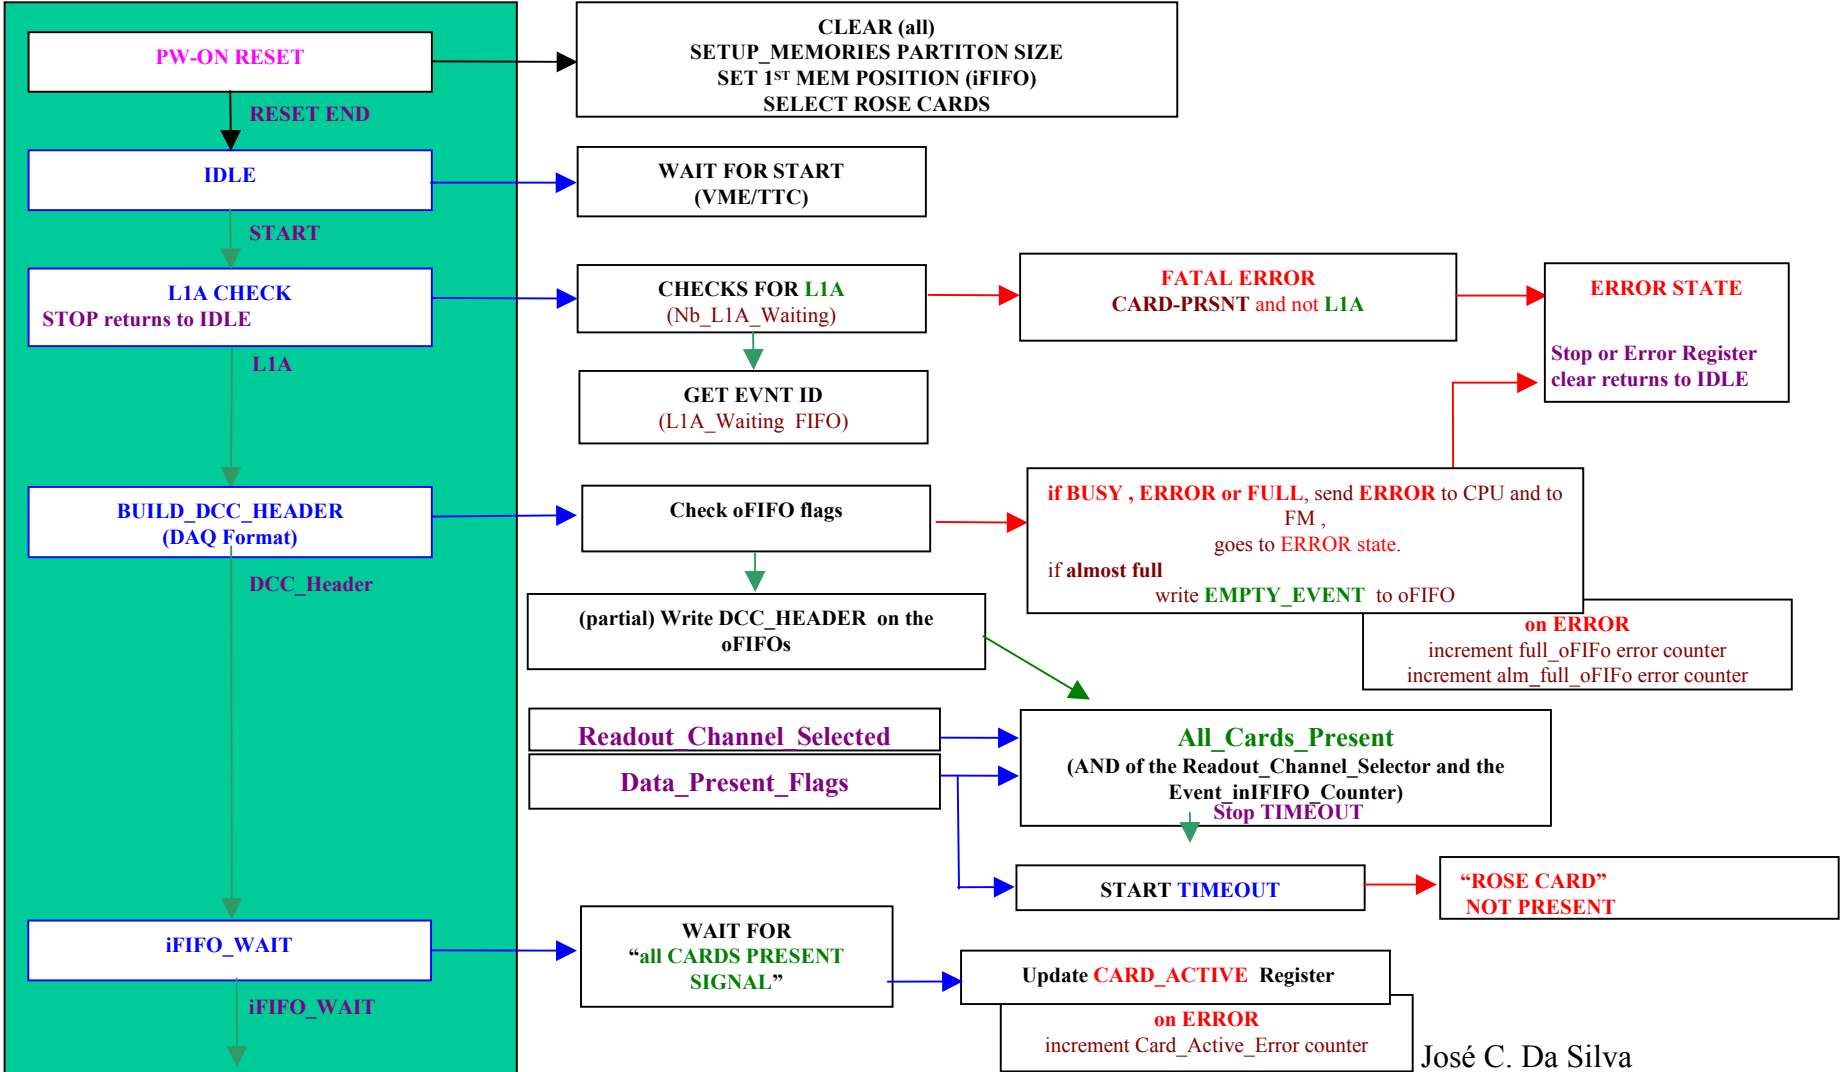 PW-ON RESET
CLEAR (all)
SETUP_MEMORIES PARTITON SIZE
SET 1ST MEM POSITION (iFIFO)
SELECT ROSE CARDS
RESET END
IDLE
WAIT FOR START
(VME/TTC)
START
L1A CHECK
STOP returns to IDLE
CHECKS FOR L1A
(Nb_L1A_Waiting)
FATAL ERROR
CARD-PRSNT and not L1A
ERROR STATE
Stop or Error Register
clear returns to IDLE
L1A
GET EVNT ID
(L1A_Waiting FIFO)
BUILD_DCC_HEADER
(DAQ Format)
Check oFIFO flags
if BUSY , ERROR or FULL, send ERROR to CPU and to
FM ,
goes to ERROR state.
if almost full
write EMPTY_EVENT to oFIFO
on ERROR
increment full_oFIFo error counter
increment alm_full_oFIFo error counter
DCC_Header
(partial) Write DCC_HEADER on the
oFIFOs
Readout_Channel_Selected
Data_Present_Flags
All_Cards_Present
(AND of the Readout_Channel_Selector and the
Event_inIFIFO_Counter)
Stop TIMEOUT
START TIMEOUT
“ROSE CARD”
NOT PRESENT
iFIFO_WAIT
WAIT FOR
“all CARDS PRESENT
SIGNAL”
Update CARD_ACTIVE Register
on ERROR
increment Card_Active_Error counter
iFIFO_WAIT
José C. Da Silva